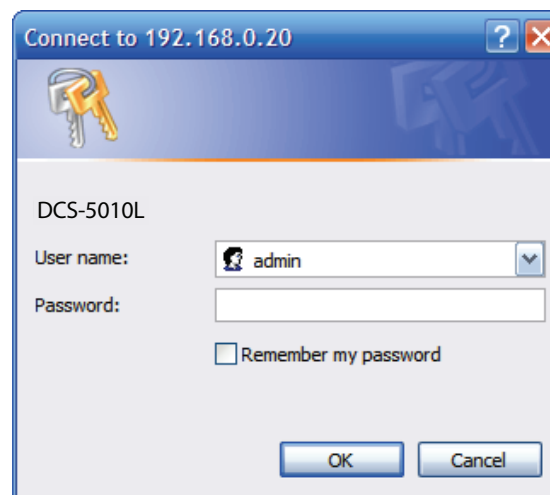 Connect to 192.168.0.20
DCS-5010L
User name:
admin
Password:
Remember my password
OK
Cancel